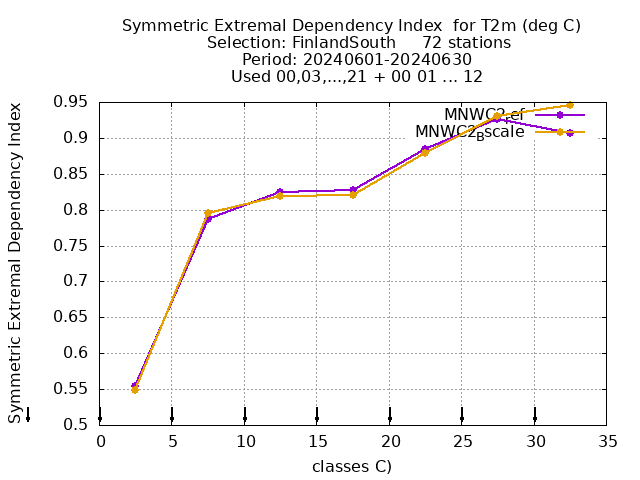 Symmetric Extremal Dependency Index for T2m (deg C)
Selection: FinlandSouth 72 stations
Period: 20240601-20240630
Used 00,03,...,21 + 00 01 ... 12
Symmetric Extremal Dependency Index
0.95
0.9
0.85
0.8
0.75
0.7
0.65
0.6
0.55
0.5
MNWC2_ef
MNWC2Bscale
0 5 10 15 20 25 30 35
classes C)